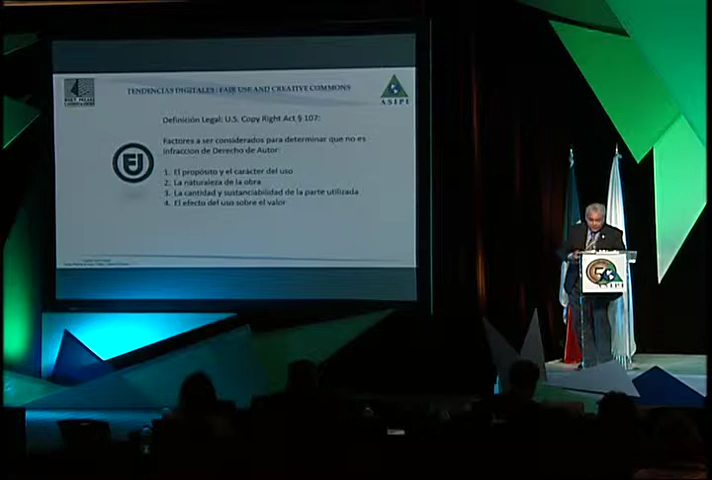 TENDENCIAS DIGITALES: FAIR USE AND CREATIVE COMMONS
ASIPI
Definición Legal: U.S. Copy Right Act § 107:
Factores a ser considerados para determinar que no es
infraccion de Derecho de Autor:
FU
1. El propósito y el carácter del uso
2. La naturaleza de la obra
3. La cantidad y sustanciabilidad de la parte utilizada
4. El efecto del uso sobre el valor
ASIPI